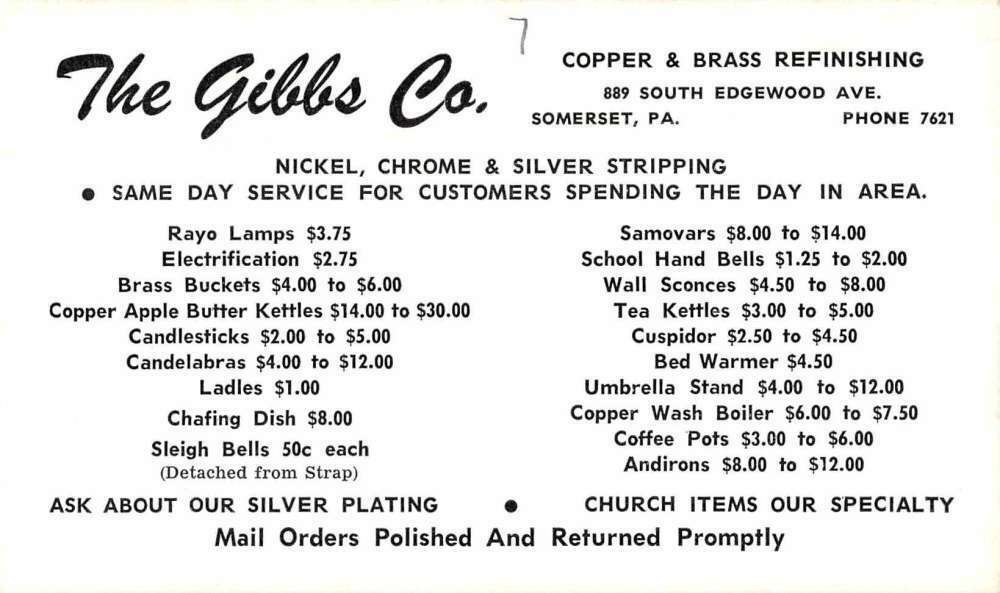 7
The Gibbs Co.
COPPER & BRASS REFINISHING
889 SOUTH EDGEWOOD AVE.
SOMERSET, PA. PHONE 7621
NICKEL, CHROME & SILVER STRIPPING
● SAME DAY SERVICE FOR CUSTOMERS SPENDING THE DAY IN AREA.
Rayo Lamps $3.75
Electrification $2.75
Brass Buckets $4.00 to $6.00
Copper Apple Butter Kettles $14.00 to $30.00
Candlesticks $2.00 to $5.00
Candelabras $4.00 to $12.00
Ladles $1.00
Chafing Dish $8.00
Sleigh Bells 50c each
(Detached from Strap)
Samovars $8.00 to $14.00
School Hand Bells $1.25 to $2.00
Wall Sconces $4.50 to $8.00
Tea Kettles $3.00 to $5.00
Cuspidor $2.50 to $4.50
Bed Warmer $4.50
Umbrella Stand $4.00 to $12.00
Copper Wash Boiler $6.00 to $7.50
Coffee Pots $3.00 to $6.00
Andirons $8.00 to $12.00
ASK ABOUT OUR SILVER PLATING ● CHURCH ITEMS OUR SPECIALTY
Mail Orders Polished And Returned Promptly